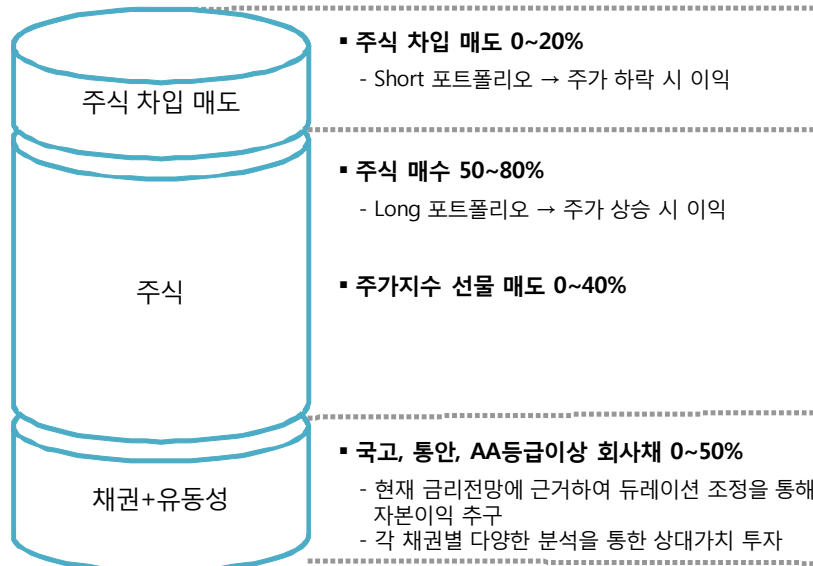 주식 차입 매도
주식
채권+유동성
▪ 주식 차입 매도 0~20%
- Short 포트폴리오 → 주가 하락 시 이익
▪ 주식 매수 50~80%
- Long 포트폴리오 → 주가 상승 시 이익
▪ 주가지수 선물 매도 0~40%
▪ 국고, 통안, AA등급이상 회사채 0~50%
- 현재 금리전망에 근거하여 듀레이션 조정을 통해
자본이익 추구
- 각 채권별 다양한 분석을 통한 상대가치 투자